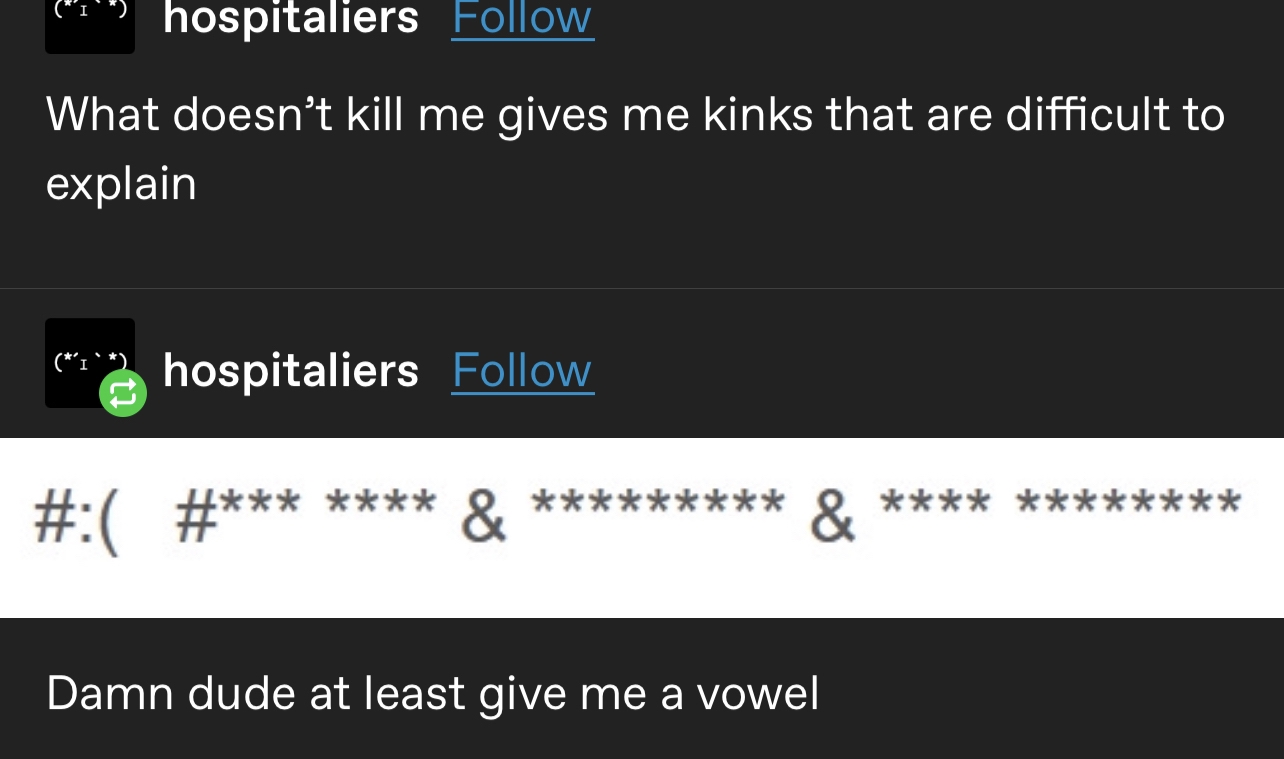 (*´ɪ`*) hospitaliers Follow
What doesn’t kill me gives me kinks that are difficult to
explain
(*´ɪ`*) hospitaliers Follow
#:( #*** **** & ********* & **** ********
Damn dude at least give me a vowel